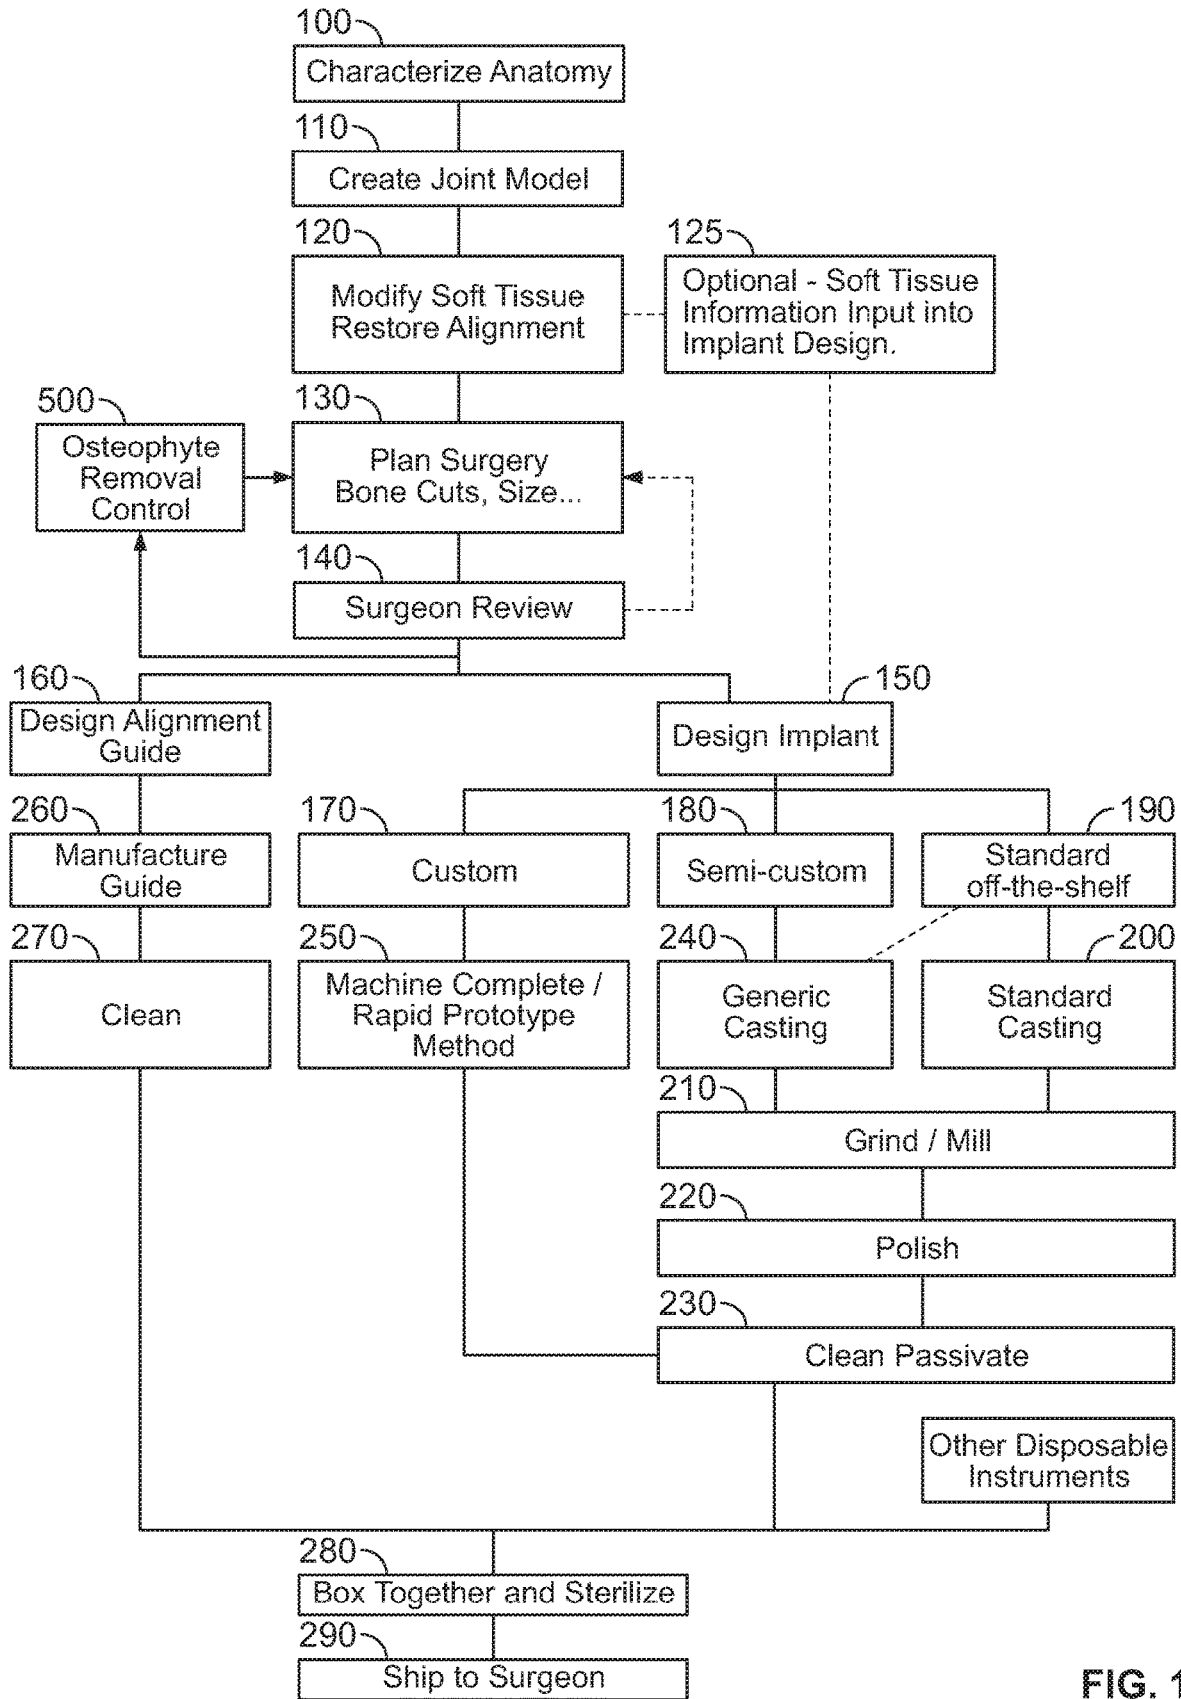 100
Characterize Anatomy
110
Create Joint Model
120
Modify Soft Tissue
Restore Alignment
125
Optional - Soft Tissue
Information Input into
Implant Design.
500
Osteophyte
Removal
Control
130
Plan Surgery
Bone Cuts, Size...
140
Surgeon Review
160
Design Alignment
Guide
150
Design Implant
260
Manufacture
Guide
170
Custom
180
Semi-custom
190
Standard
off-the-shelf
270
Clean
250
Machine Complete /
Rapid Prototype
Method
240
Generic
Casting
200
Standard
Casting
210
Grind / Mill
220
Polish
230
Clean Passivate
Other Disposable
Instruments
280
Box Together and Sterilize
290
Ship to Surgeon
FIG. 1